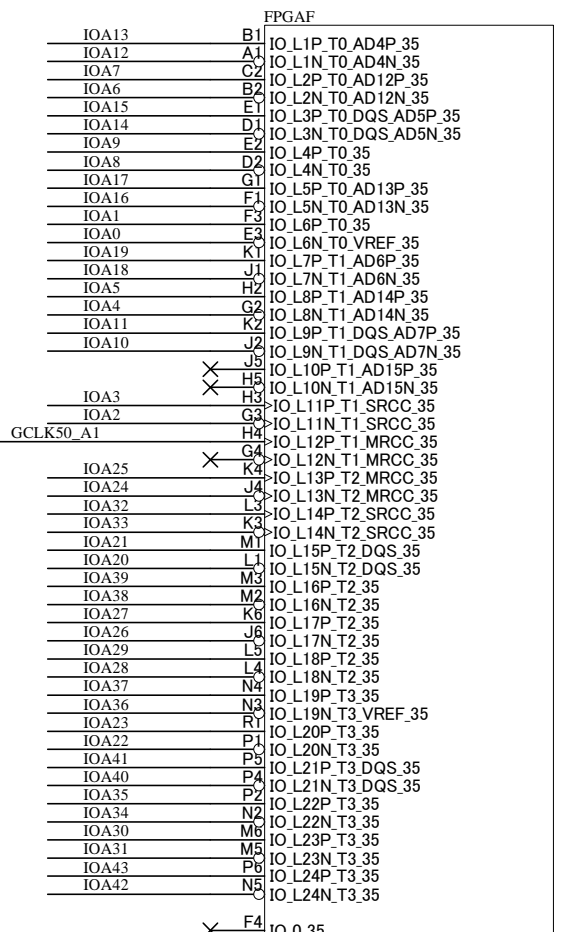 FPGAF
IOA13 B1 IO_L1P_T0_AD4P_35
IOA12 A1 IO_L1N_T0_AD4N_35
IOA7 C2 IO_L2P_T0_AD12P_35
IOA6 B2 IO_L2N_T0_AD12N_35
IOA15 E1 IO_L3P_T0_DQS_AD5P_35
IOA14 D1 IO_L3N_T0_DQS_AD5N_35
IOA9 E2 IO_L4P_T0_35
IOA8 D2 IO_L4N_T0_35
IOA17 G1 IO_L5P_T0_AD13P_35
IOA16 F1 IO_L5N_T0_AD13N_35
IOA1 F3 IO_L6P_T0_35
IOA0 E3 IO_L6N_T0_VREF_35
IOA19 K1 IO_L7P_T1_AD6P_35
IOA18 J1 IO_L7N_T1_AD6N_35
IOA5 H2 IO_L8P_T1_AD14P_35
IOA4 G2 IO_L8N_T1_AD14N_35
IOA11 K2 IO_L9P_T1_DQS_AD7P_35
IOA10 J2 IO_L9N_T1_DQS_AD7N_35
J5 IO_L10P_T1_AD15P_35
H5 IO_L10N_T1_AD15N_35
IOA3 H3 IO_L11P_T1_SRCC_35
IOA2 G3 IO_L11N_T1_SRCC_35
GCLK50_A1 H4 IO_L12P_T1_MRCC_35
G4 IO_L12N_T1_MRCC_35
IOA25 K4 IO_L13P_T2_MRCC_35
IOA24 J4 IO_L13N_T2_MRCC_35
IOA32 L3 IO_L14P_T2_SRCC_35
IOA33 K3 IO_L14N_T2_SRCC_35
IOA21 M1 IO_L15P_T2_DQS_35
IOA20 L1 IO_L15N_T2_DQS_35
IOA39 M3 IO_L16P_T2_35
IOA38 M2 IO_L16N_T2_35
IOA27 K6 IO_L17P_T2_35
IOA26 J6 IO_L17N_T2_35
IOA29 L5 IO_L18P_T2_35
IOA28 L4 IO_L18N_T2_35
IOA37 N4 IO_L19P_T3_35
IOA36 N3 IO_L19N_T3_VREF_35
IOA23 R1 IO_L20P_T3_35
IOA22 P1 IO_L20N_T3_35
IOA41 P5 IO_L21P_T3_DQS_35
IOA40 P4 IO_L21N_T3_DQS_35
IOA35 P2 IO_L22P_T3_35
IOA34 N2 IO_L22N_T3_35
IOA30 M6 IO_L23P_T3_35
IOA31 M5 IO_L23N_T3_35
IOA43 P6 IO_L24P_T3_35
IOA42 N5 IO_L24N_T3_35
F4 IO_0_35